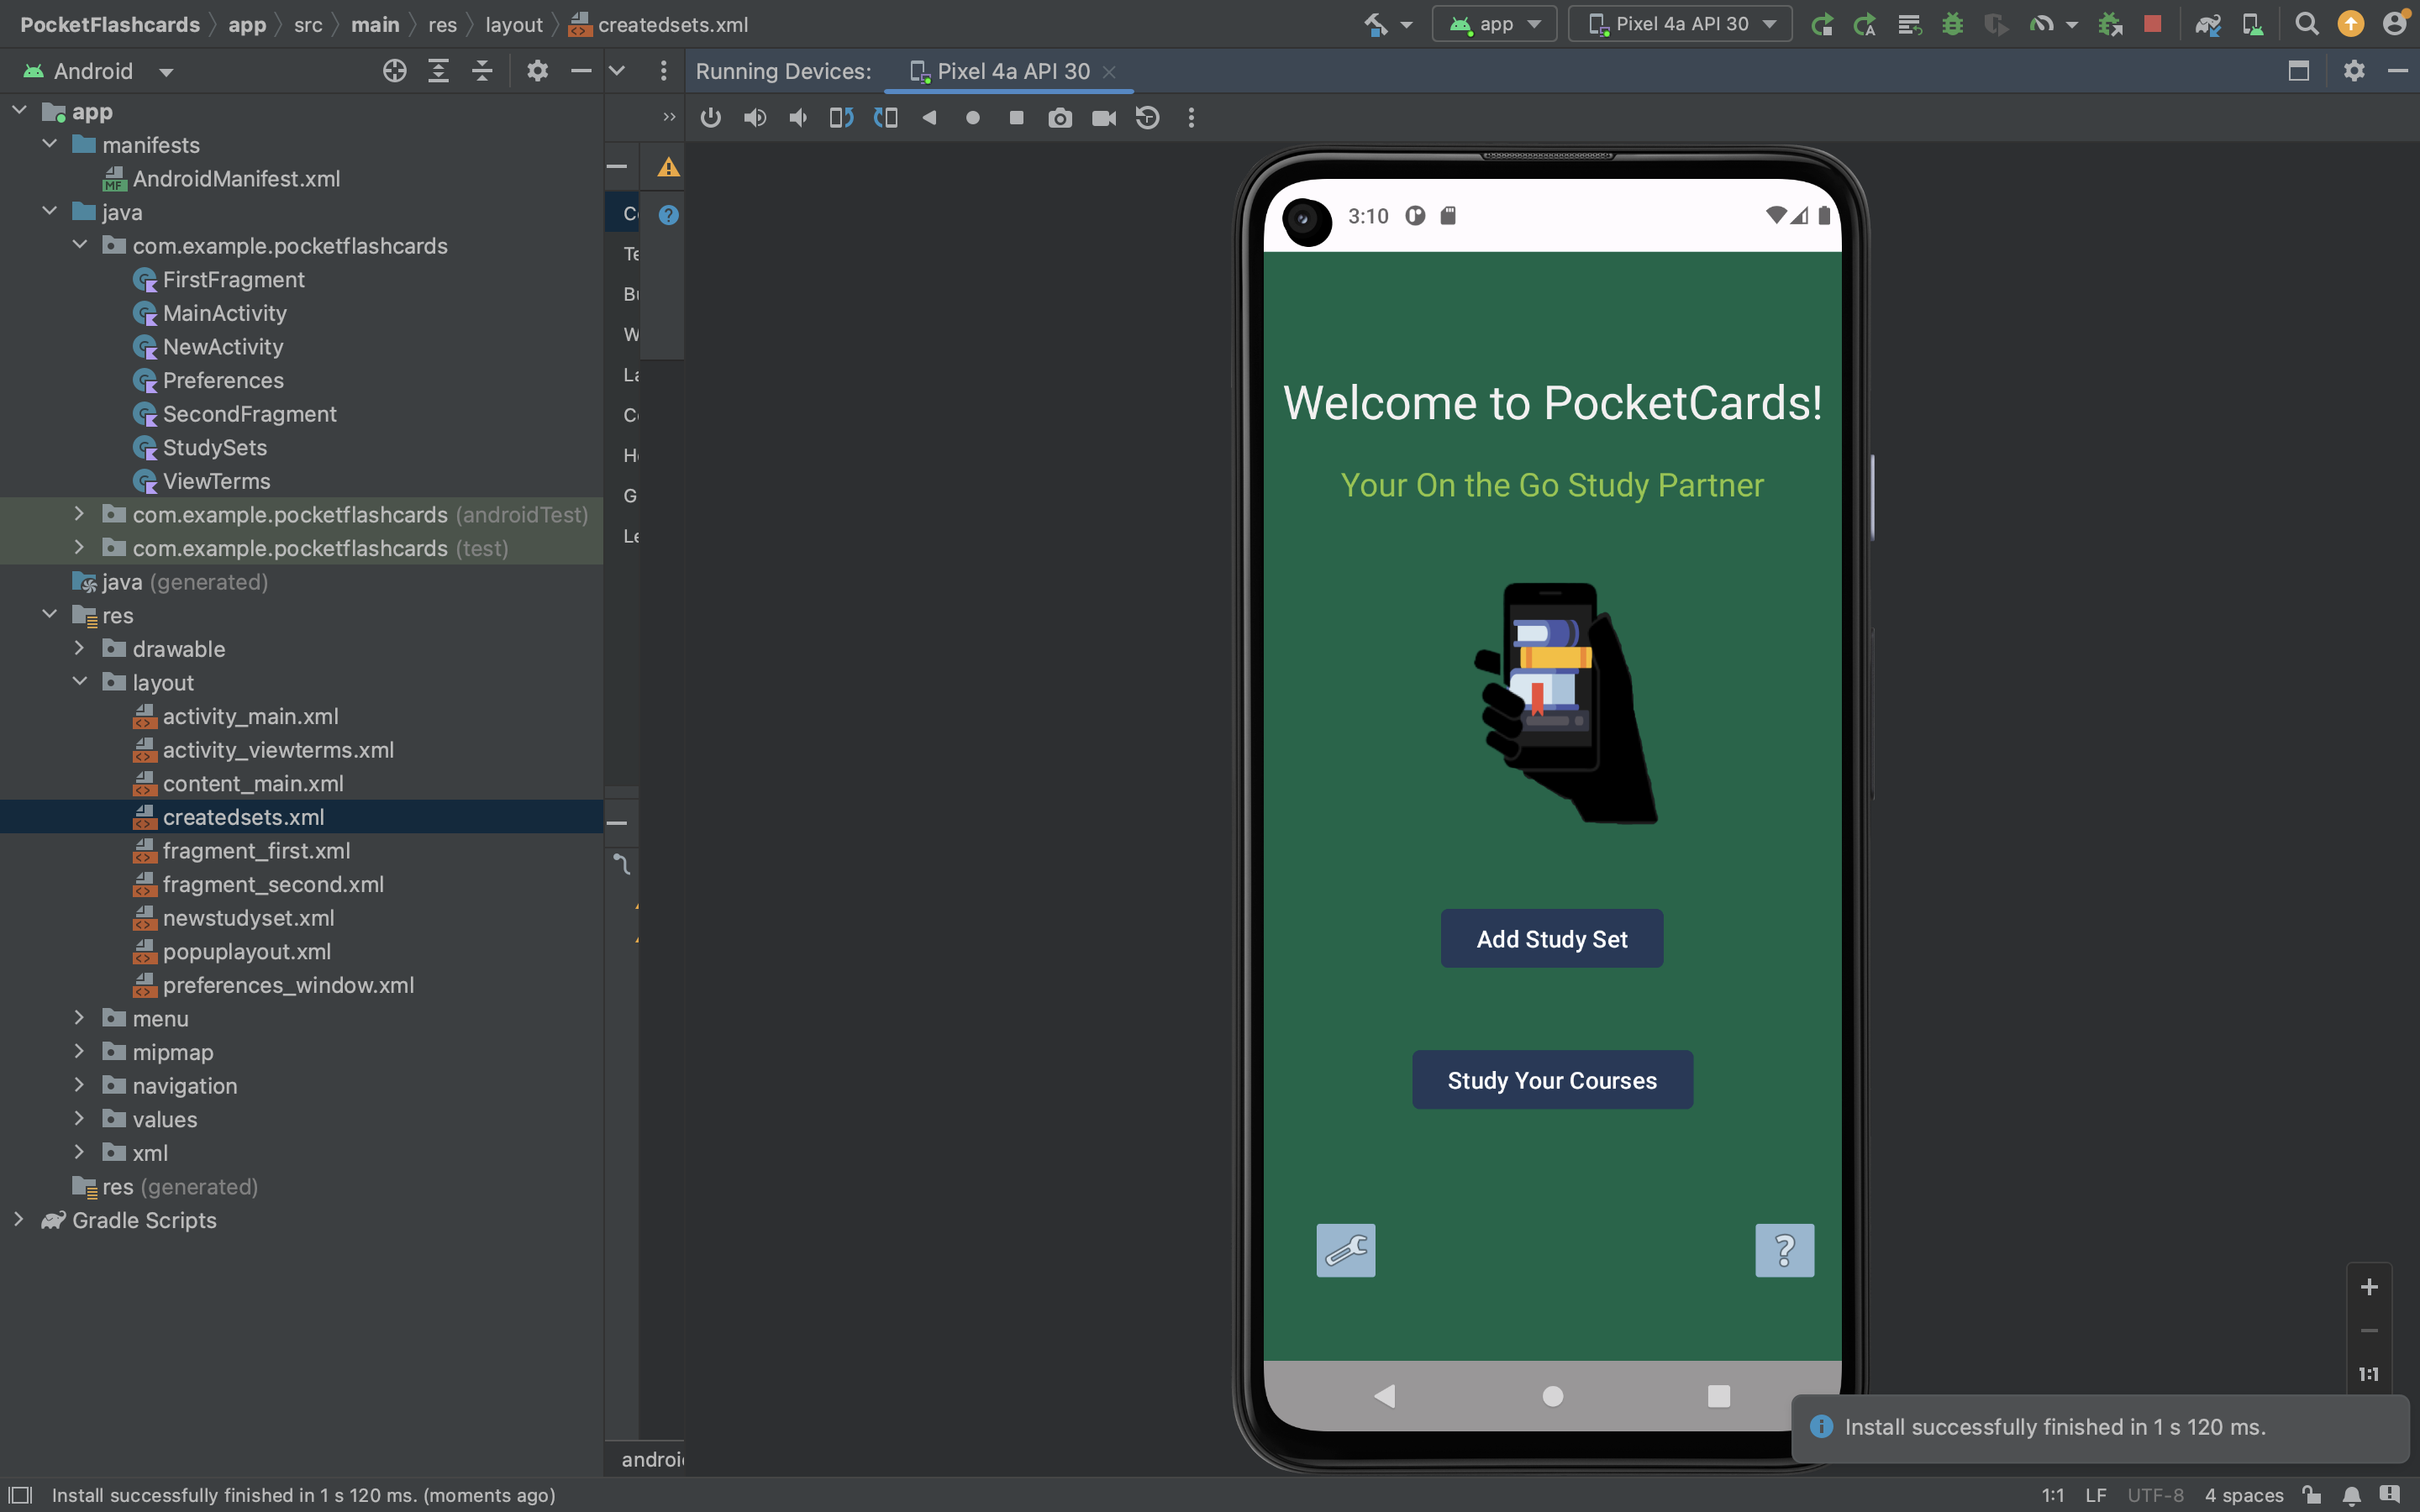 PocketFlashcards app src main res layout createdsets.xml
app Pixel 4a API 30
Android
Running Devices: Pixel 4a API 30
app
manifests
AndroidManifest.xml
java
com.example.pocketflashcards
FirstFragment
MainActivity
NewActivity
Preferences
SecondFragment
StudySets
ViewTerms
com.example.pocketflashcards (androidTest)
com.example.pocketflashcards (test)
java (generated)
res
drawable
layout
activity_main.xml
activity_viewterms.xml
content_main.xml
createdsets.xml
fragment_first.xml
fragment_second.xml
newstudyset.xml
popuplayout.xml
preferences_window.xml
menu
mipmap
navigation
values
xml
res (generated)
Gradle Scripts
3:10
Welcome to PocketCards!
Your On the Go Study Partner
Add Study Set
Study Your Courses
?
1:1
Install successfully finished in 1 s 120 ms.
Install successfully finished in 1 s 120 ms. (moments ago)
1:1 LF UTF-8 4 spaces